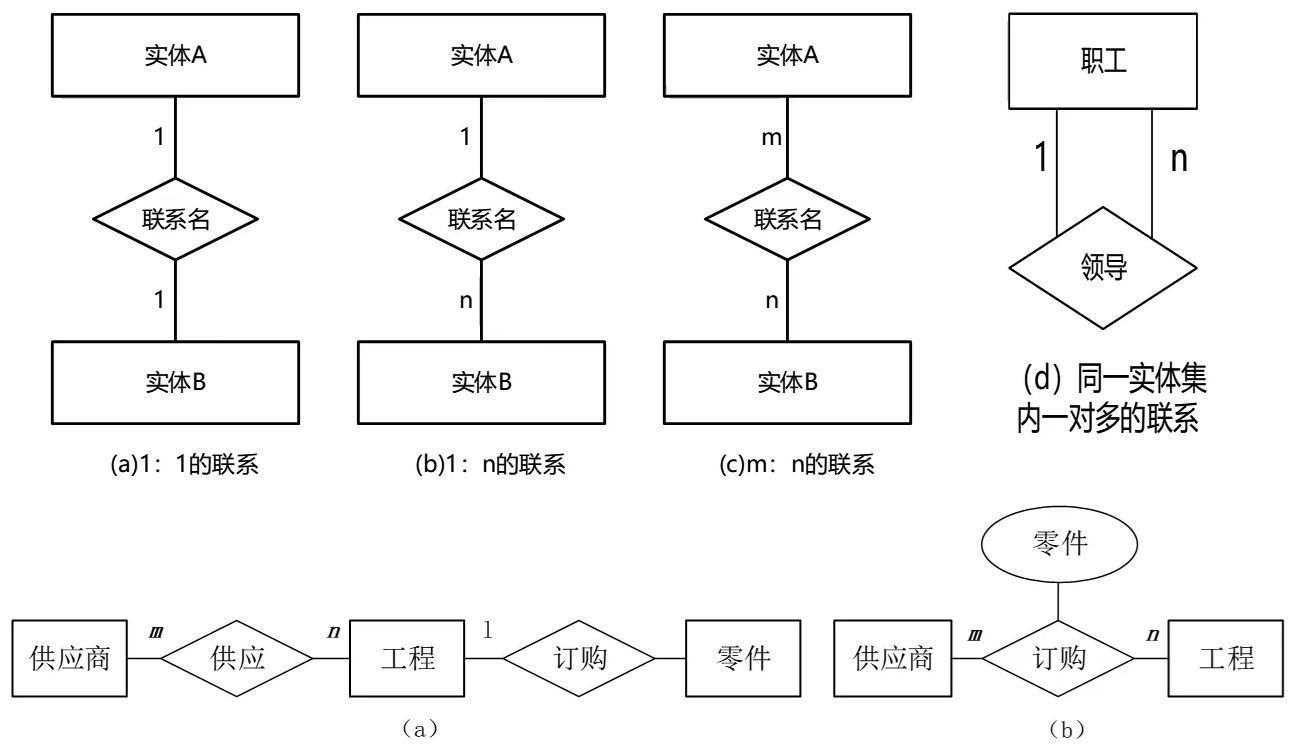 实体A
1
联系名
1
实体B
(a)1：1的联系
实体A
1
联系名
n
实体B
(b)1：n的联系
实体A
m
联系名
n
实体B
(c)m：n的联系
职工
1
n
领导
(d) 同一实体集
内一对多的联系
供应商
m
供应
n
工程
1
订购
零件
(a)
零件
供应商
m
订购
n
工程
(b)